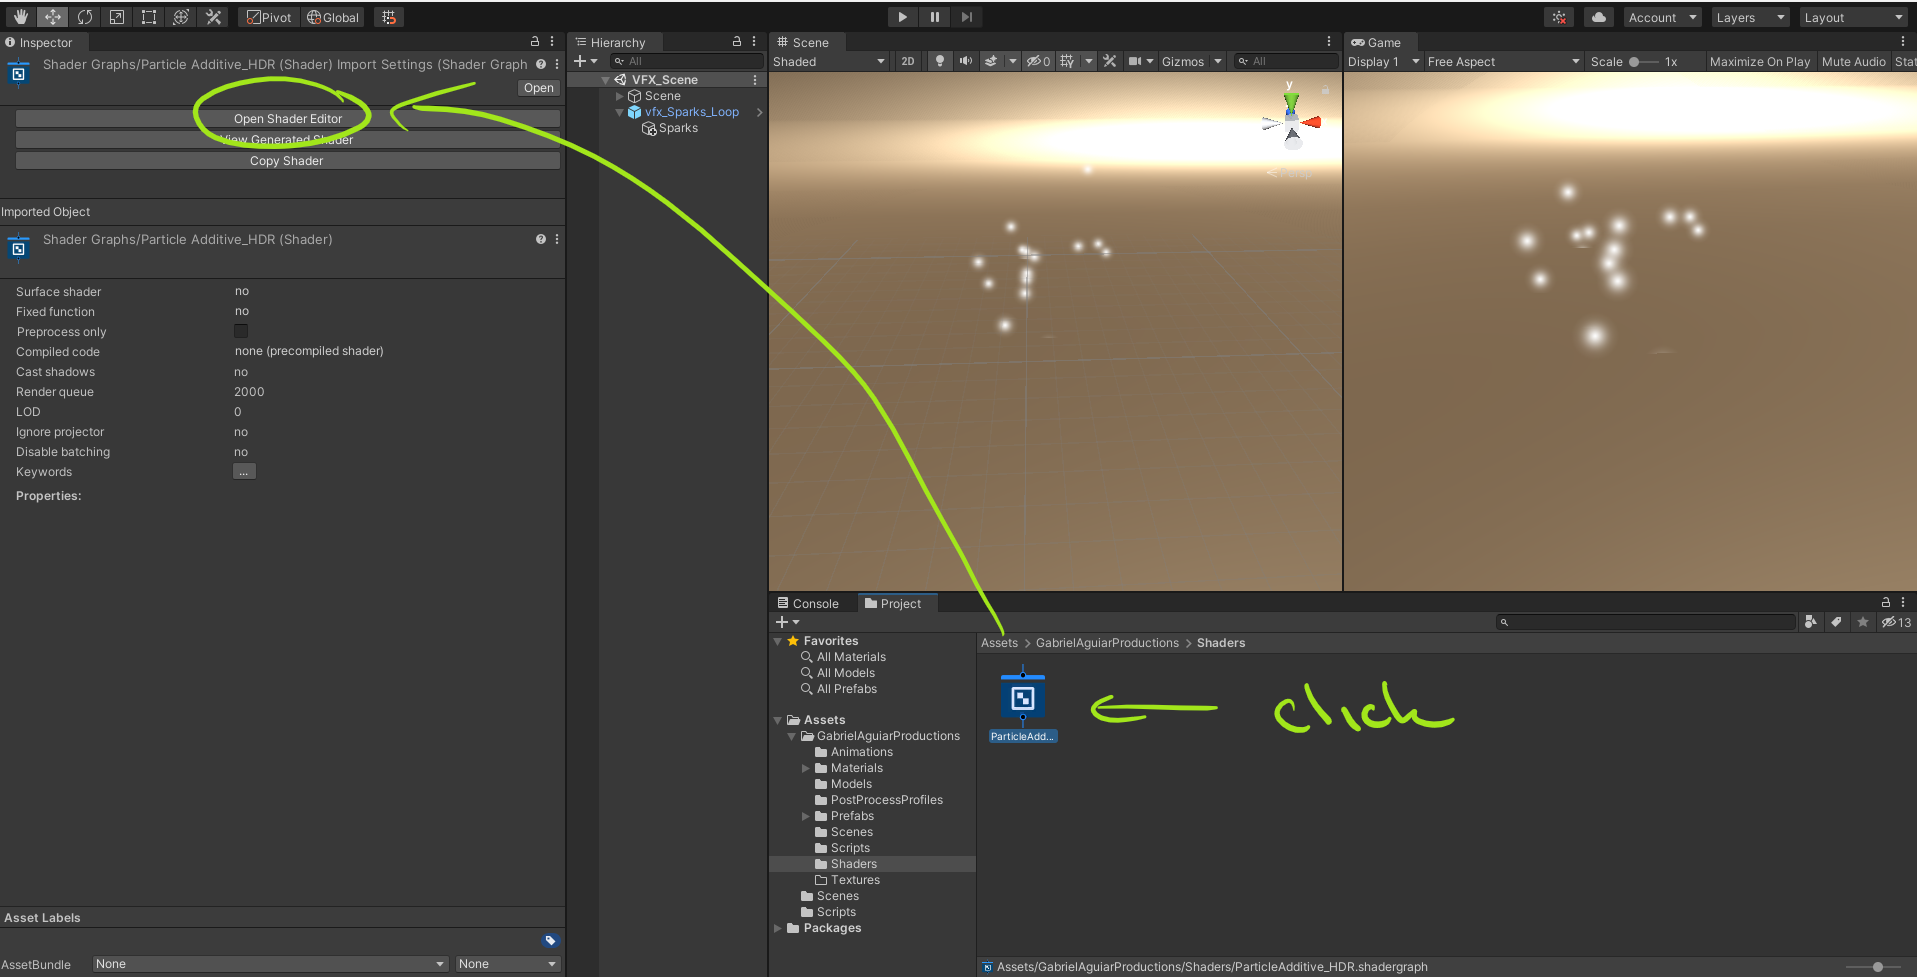 Pivot Global
Account Layers Layout
Inspector
Shader Graphs/Particle Additive_HDR (Shader) Import Settings (Shader Graph
Open
Open Shader Editor
View Generated Shader
Copy Shader
Imported Object
Shader Graphs/Particle Additive_HDR (Shader)
Surface shader no
Fixed function no
Preprocess only
Compiled code none (precompiled shader)
Cast shadows no
Render queue 2000
LOD 0
Ignore projector no
Disable batching no
Keywords ...
Properties:
Asset Labels
AssetBundle None None
Hierarchy
All
VFX_Scene
Scene
vfx_Sparks_Loop
Sparks
Scene
Shaded 2D 0 Gizmos All
y
Persp
Game
Display 1 Free Aspect Scale 1x Maximize On Play Mute Audio Stat
Console Project
13
Favorites
All Materials
All Models
All Prefabs
Assets
GabrielAguiarProductions
Animations
Materials
Models
PostProcessProfiles
Prefabs
Scenes
Scripts
Shaders
Textures
Scenes
Scripts
Packages
Assets > GabrielAguiarProductions > Shaders
ParticleAdd...
click
Assets/GabrielAguiarProductions/Shaders/ParticleAdditive_HDR.shadergraph